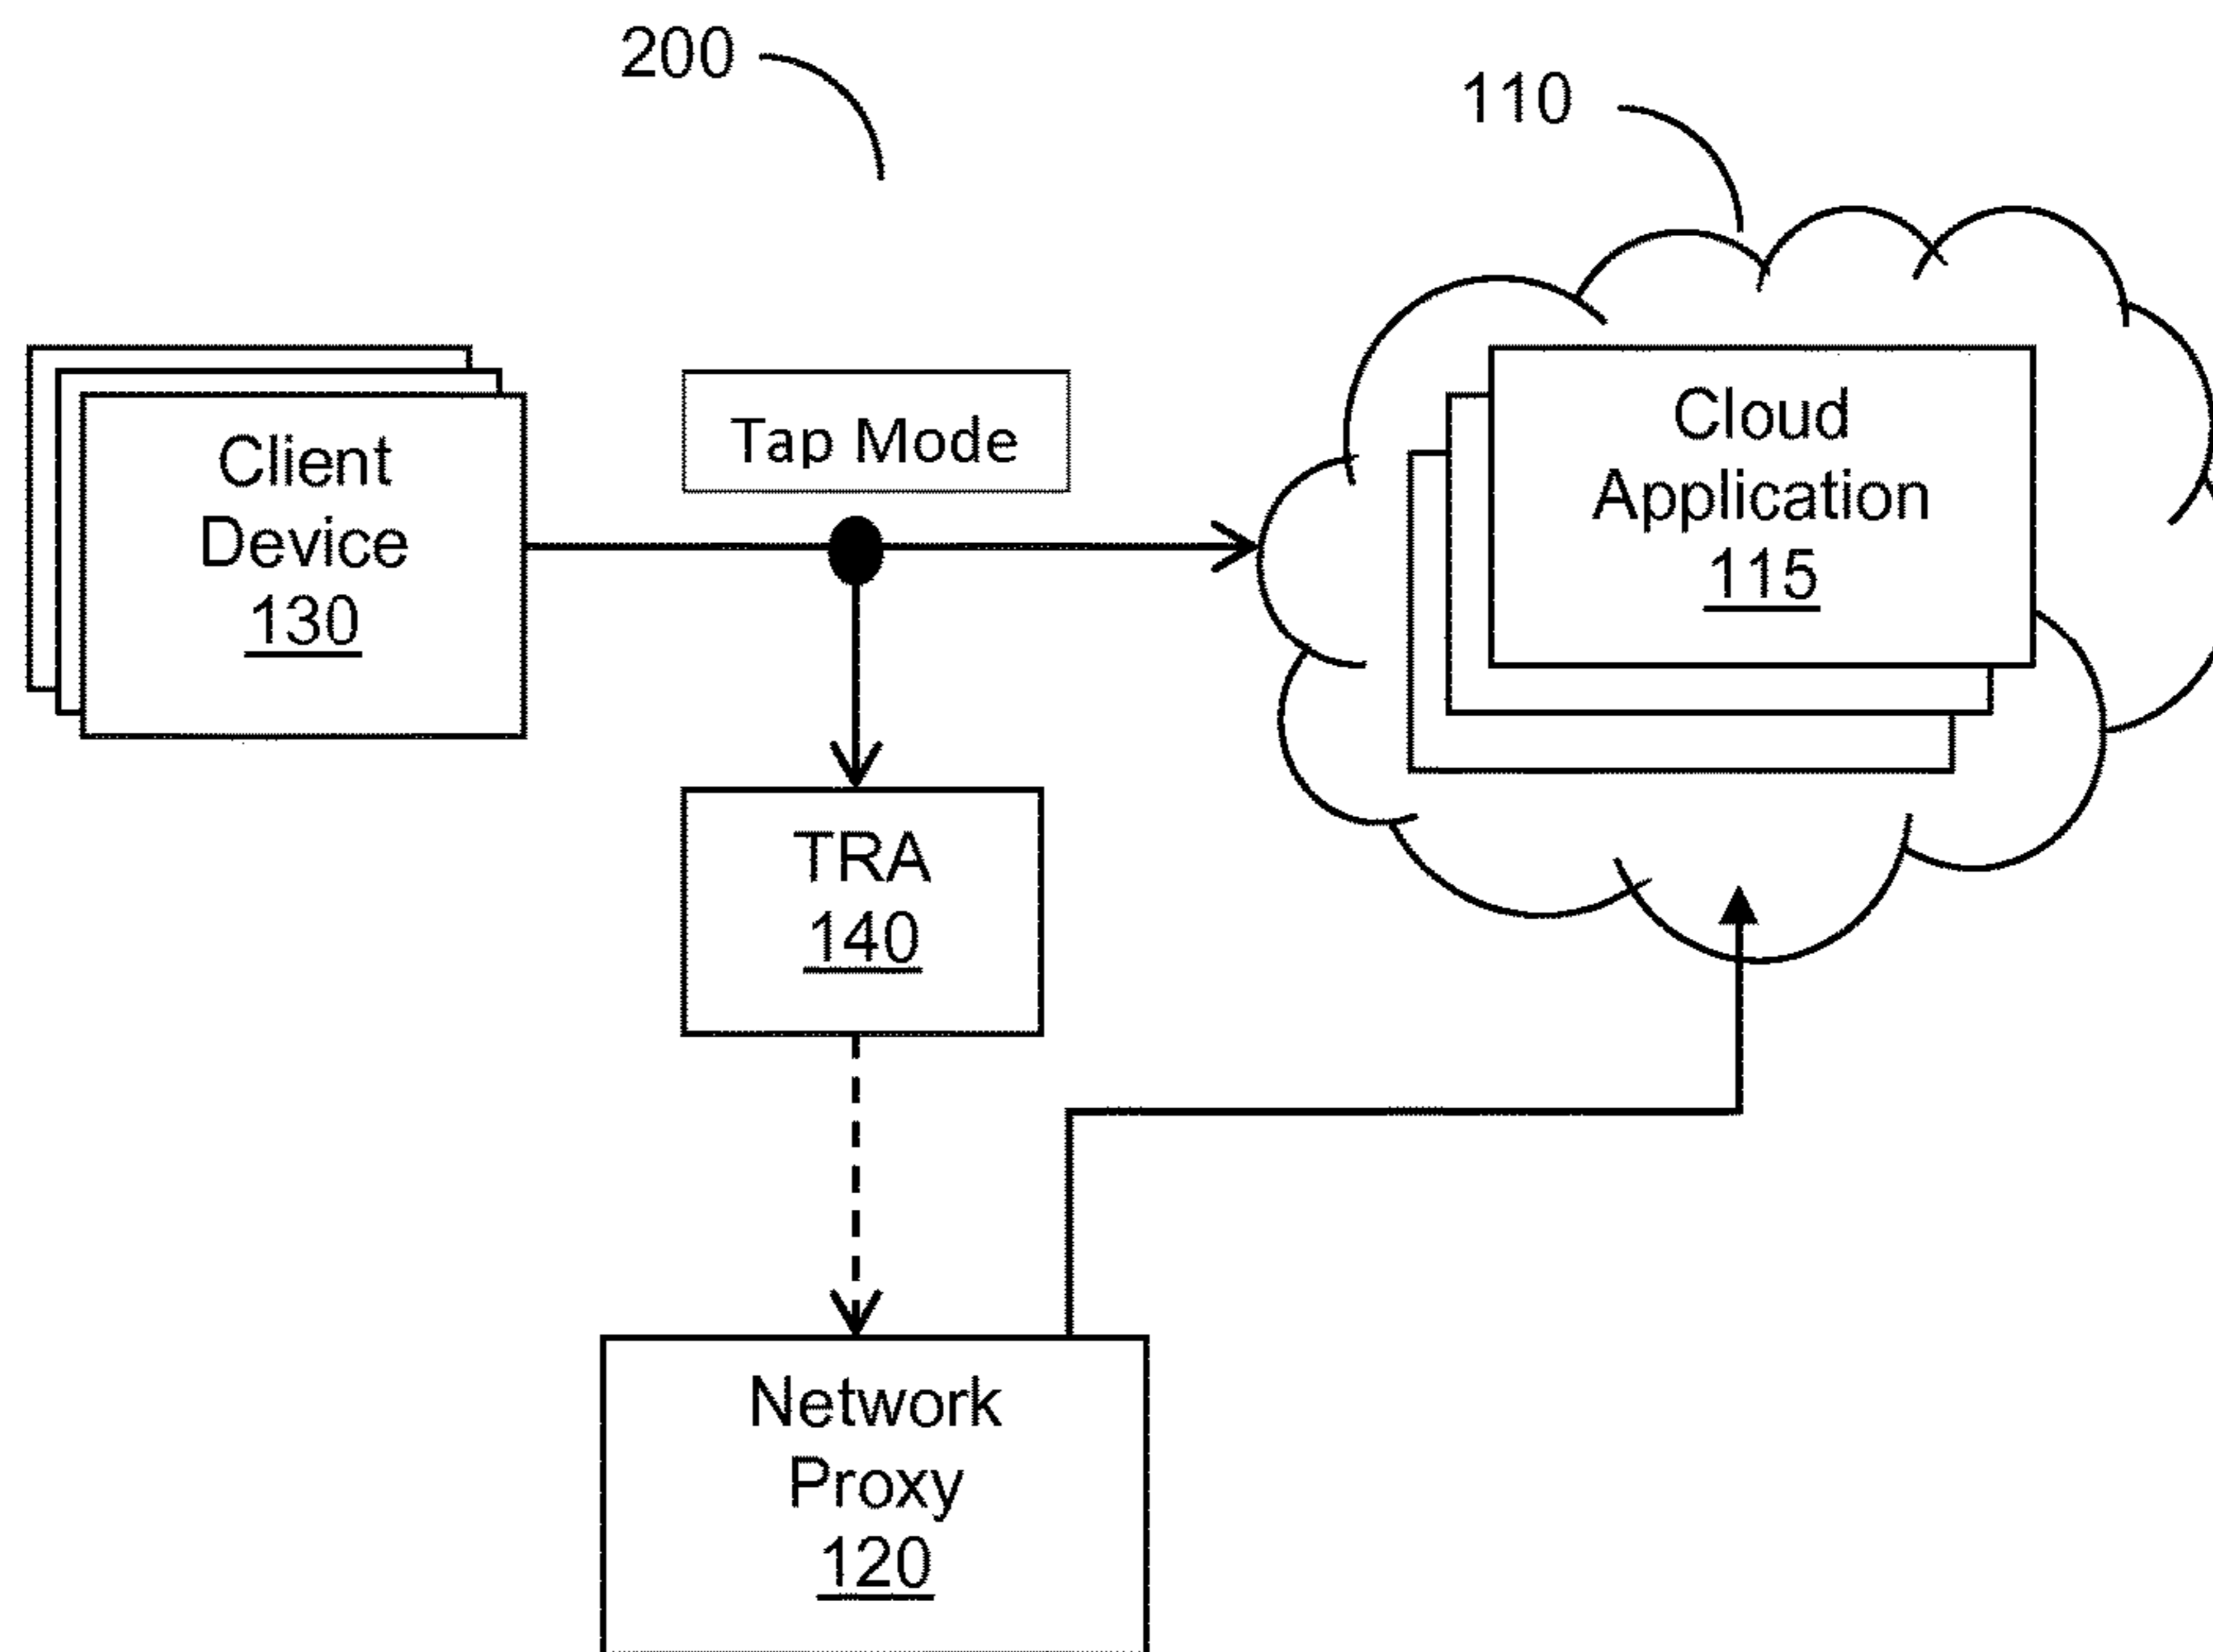 200
110
Client
Device
130
Tap Mode
Cloud
Application
115
TRA
140
Network
Proxy
120